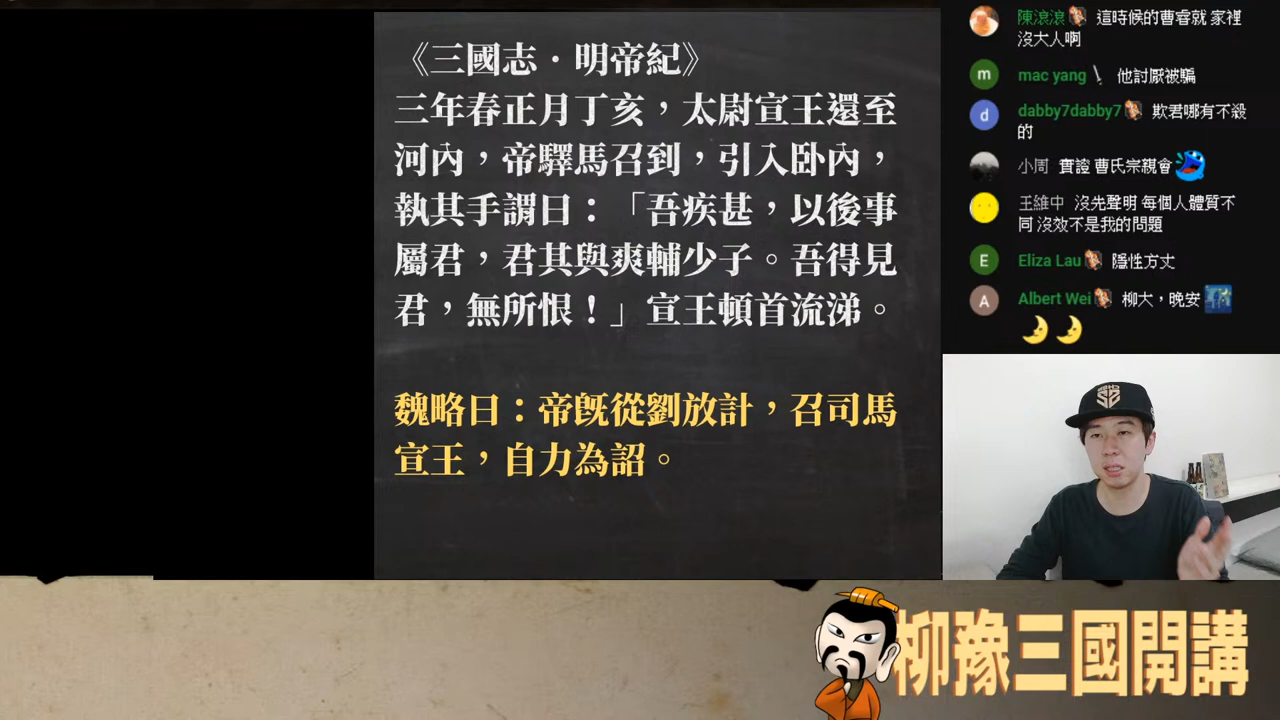 《三國志．明帝紀》
三年春正月丁亥，太尉宣王還至
河內，帝驛馬召到，引入卧內，
執其手謂曰：「吾疾甚，以後事
屬君，君其與爽輔少子。吾得見
君，無所恨！」宣王頓首流涕。
魏略曰：帝既從劉放計，召司馬
宣王，自力為詔。
陳浪浪 這時候的曹睿就 家裡
沒大人啊
m
mac yang 他討厭被騙
d
dabby7dabby7 欺君哪有不殺
的
小周 實證 曹氏宗親會
王維中 沒先聲明 每個人體質不
同 沒效不是我的問題
E
Eliza Lau 隱性方丈
A
Albert Wei 柳大，晚安
柳豫三國開講